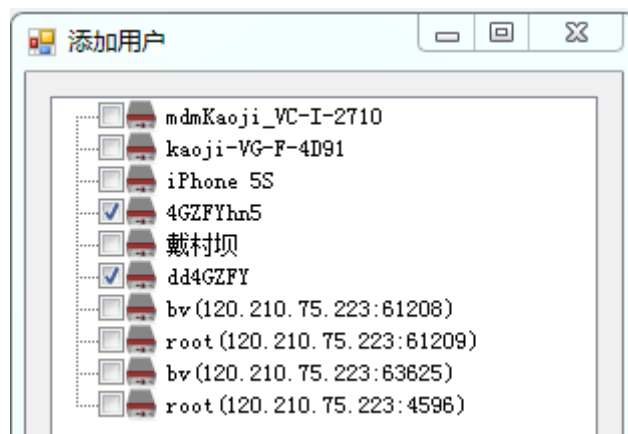 添加用户
mdmKaoji_VC-I-2710
kaoji-VG-F-4D91
iPhone 5S
4GZFYhn5
戴村坝
dd4GZFY
bv(120.210.75.223:61208)
root(120.210.75.223:61209)
bv(120.210.75.223:63625)
root(120.210.75.223:4596)